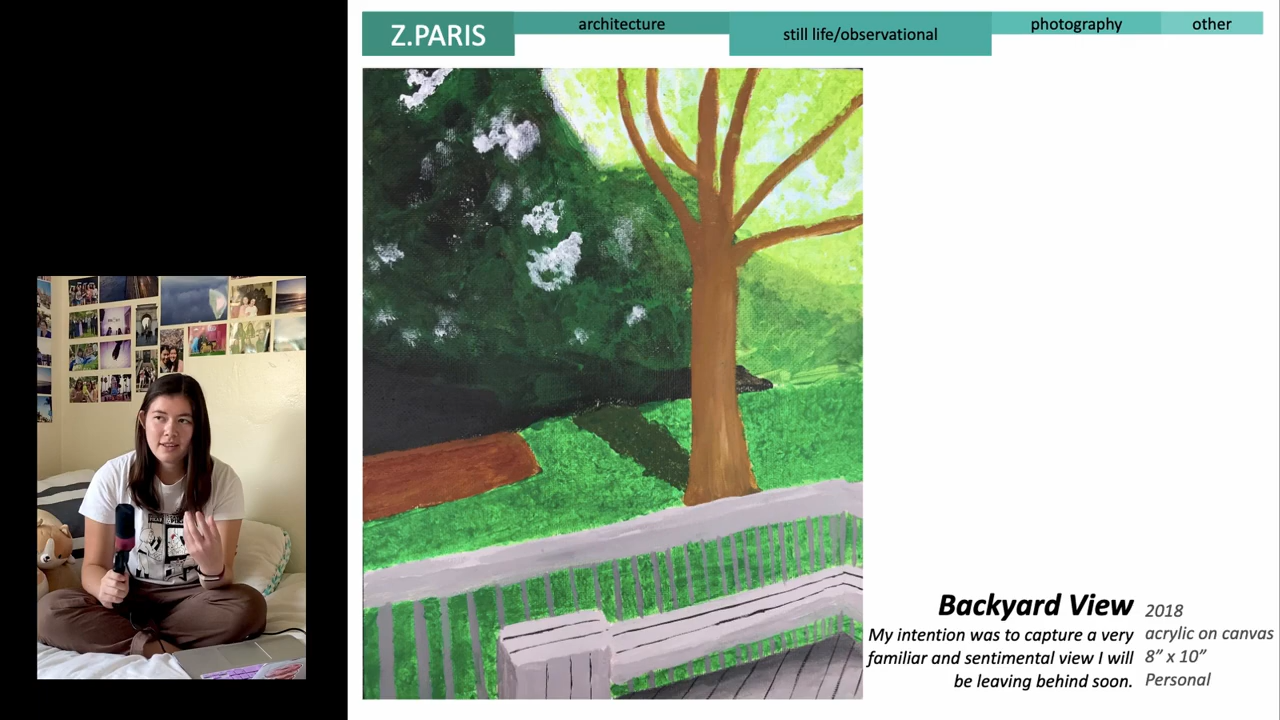 Z.PARIS
architecture
still life/observational
photography
other
Backyard View
My intention was to capture a very
familiar and sentimental view I will
be leaving behind soon.
2018
acrylic on canvas
8” x 10”
Personal